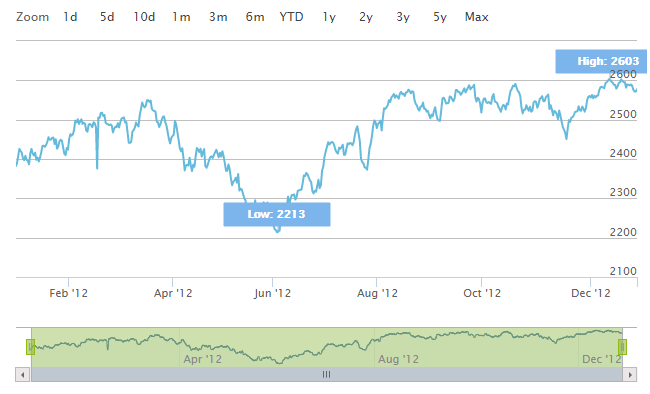 Zoom 1d 5d 10d 1m 3m 6m YTD 1y 2y 3y 5y Max
High: 2603
2600
2500
2400
2300
Low: 2213
2200
2100
Feb '12 Apr '12 Jun '12 Aug '12 Oct '12 Dec '12
Apr '12 Aug '12 Dec '12